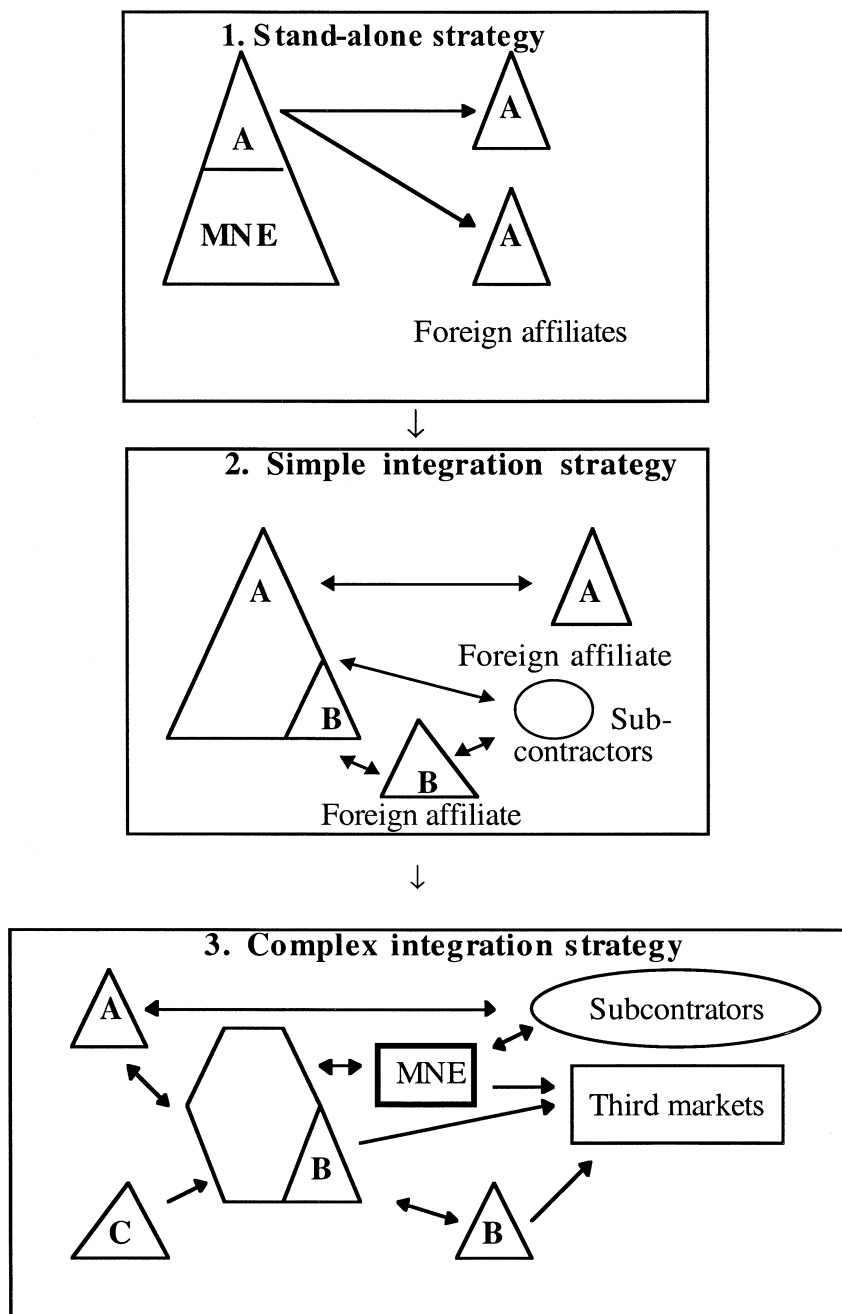 1. Stand-alone strategy
A
A
MNE
A
Foreign affiliates
↓
2. Simple integration strategy
A
A
Foreign affiliate
B
Sub-
contractors
B
Foreign affiliate
↓
3. Complex integration strategy
A
Subcontrators
MNE
Third markets
B
C
B